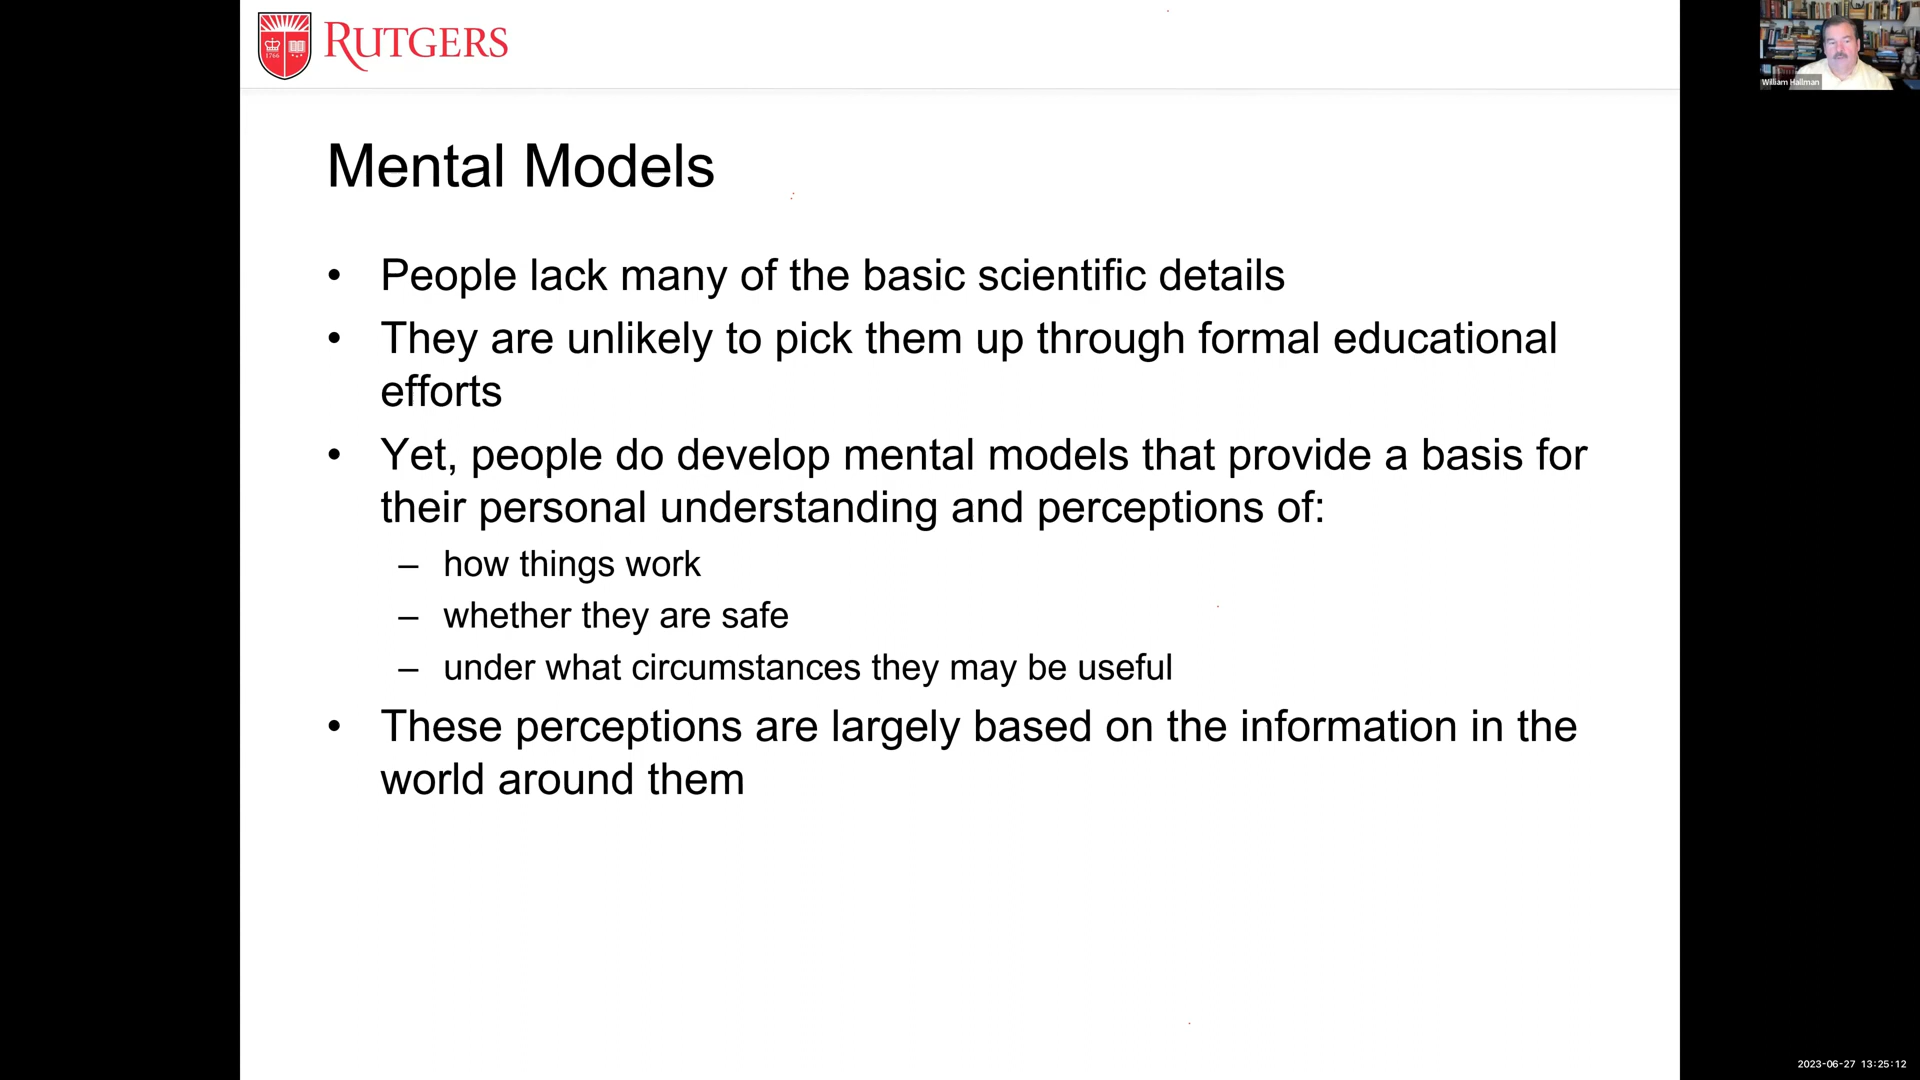 RUTGERS
1766
William Hallman
Mental Models
• People lack many of the basic scientific details
• They are unlikely to pick them up through formal educational
efforts
• Yet, people do develop mental models that provide a basis for
their personal understanding and perceptions of:
– how things work
– whether they are safe
– under what circumstances they may be useful
• These perceptions are largely based on the information in the
world around them
2023-06-27 13:25:12